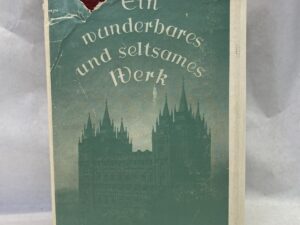 Ein
wunderbares
und seltsames
Werk